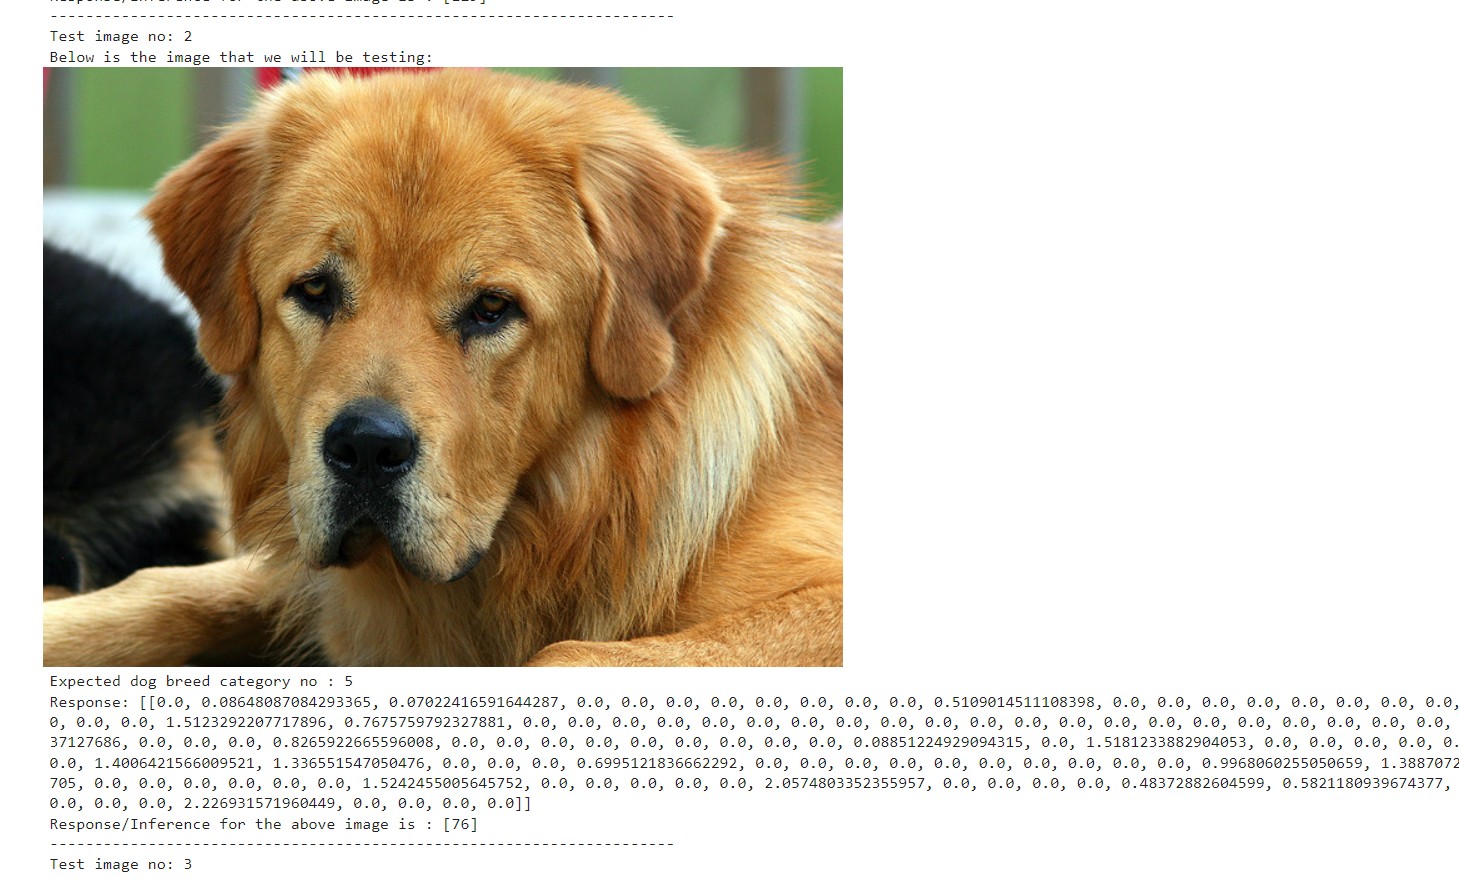 Response/Inference for the above image is : [
-------------------------------------------------------------------
Test image no: 2
Below is the image that we will be testing:
Expected dog breed category no : 5
Response: [[0.0, 0.08648087084293365, 0.07022416591644287, 0.0, 0.0, 0.0, 0.0, 0.0, 0.0, 0.0, 0.0, 0.5109014511108398, 0.0, 0.0, 0.0, 0.0, 0.0, 0.0, 0.0, 0.0,
0, 0.0, 0.0, 1.5123292207717896, 0.7675759792327881, 0.0, 0.0, 0.0, 0.0, 0.0, 0.0, 0.0, 0.0, 0.0, 0.0, 0.0, 0.0, 0.0, 0.0, 0.0, 0.0, 0.0, 0.0, 0.0, 0.0, 0.0,
37127686, 0.0, 0.0, 0.0, 0.8265922665596008, 0.0, 0.0, 0.0, 0.0, 0.0, 0.0, 0.0, 0.0, 0.0, 0.08851224929094315, 0.0, 1.5181233882904053, 0.0, 0.0, 0.0, 0.0, 0.
0.0, 1.4006421566009521, 1.336551547050476, 0.0, 0.0, 0.0, 0.6995121836662292, 0.0, 0.0, 0.0, 0.0, 0.0, 0.0, 0.0, 0.0, 0.0, 0.0, 0.9968060255050659, 1.3887072
705, 0.0, 0.0, 0.0, 0.0, 0.0, 0.0, 1.5242455005645752, 0.0, 0.0, 0.0, 0.0, 0.0, 2.0574803352355957, 0.0, 0.0, 0.0, 0.0, 0.48372882604599, 0.5821180939674377,
0.0, 0.0, 0.0, 2.226931571960449, 0.0, 0.0, 0.0, 0.0]]
Response/Inference for the above image is : [76]
-------------------------------------------------------------------
Test image no: 3